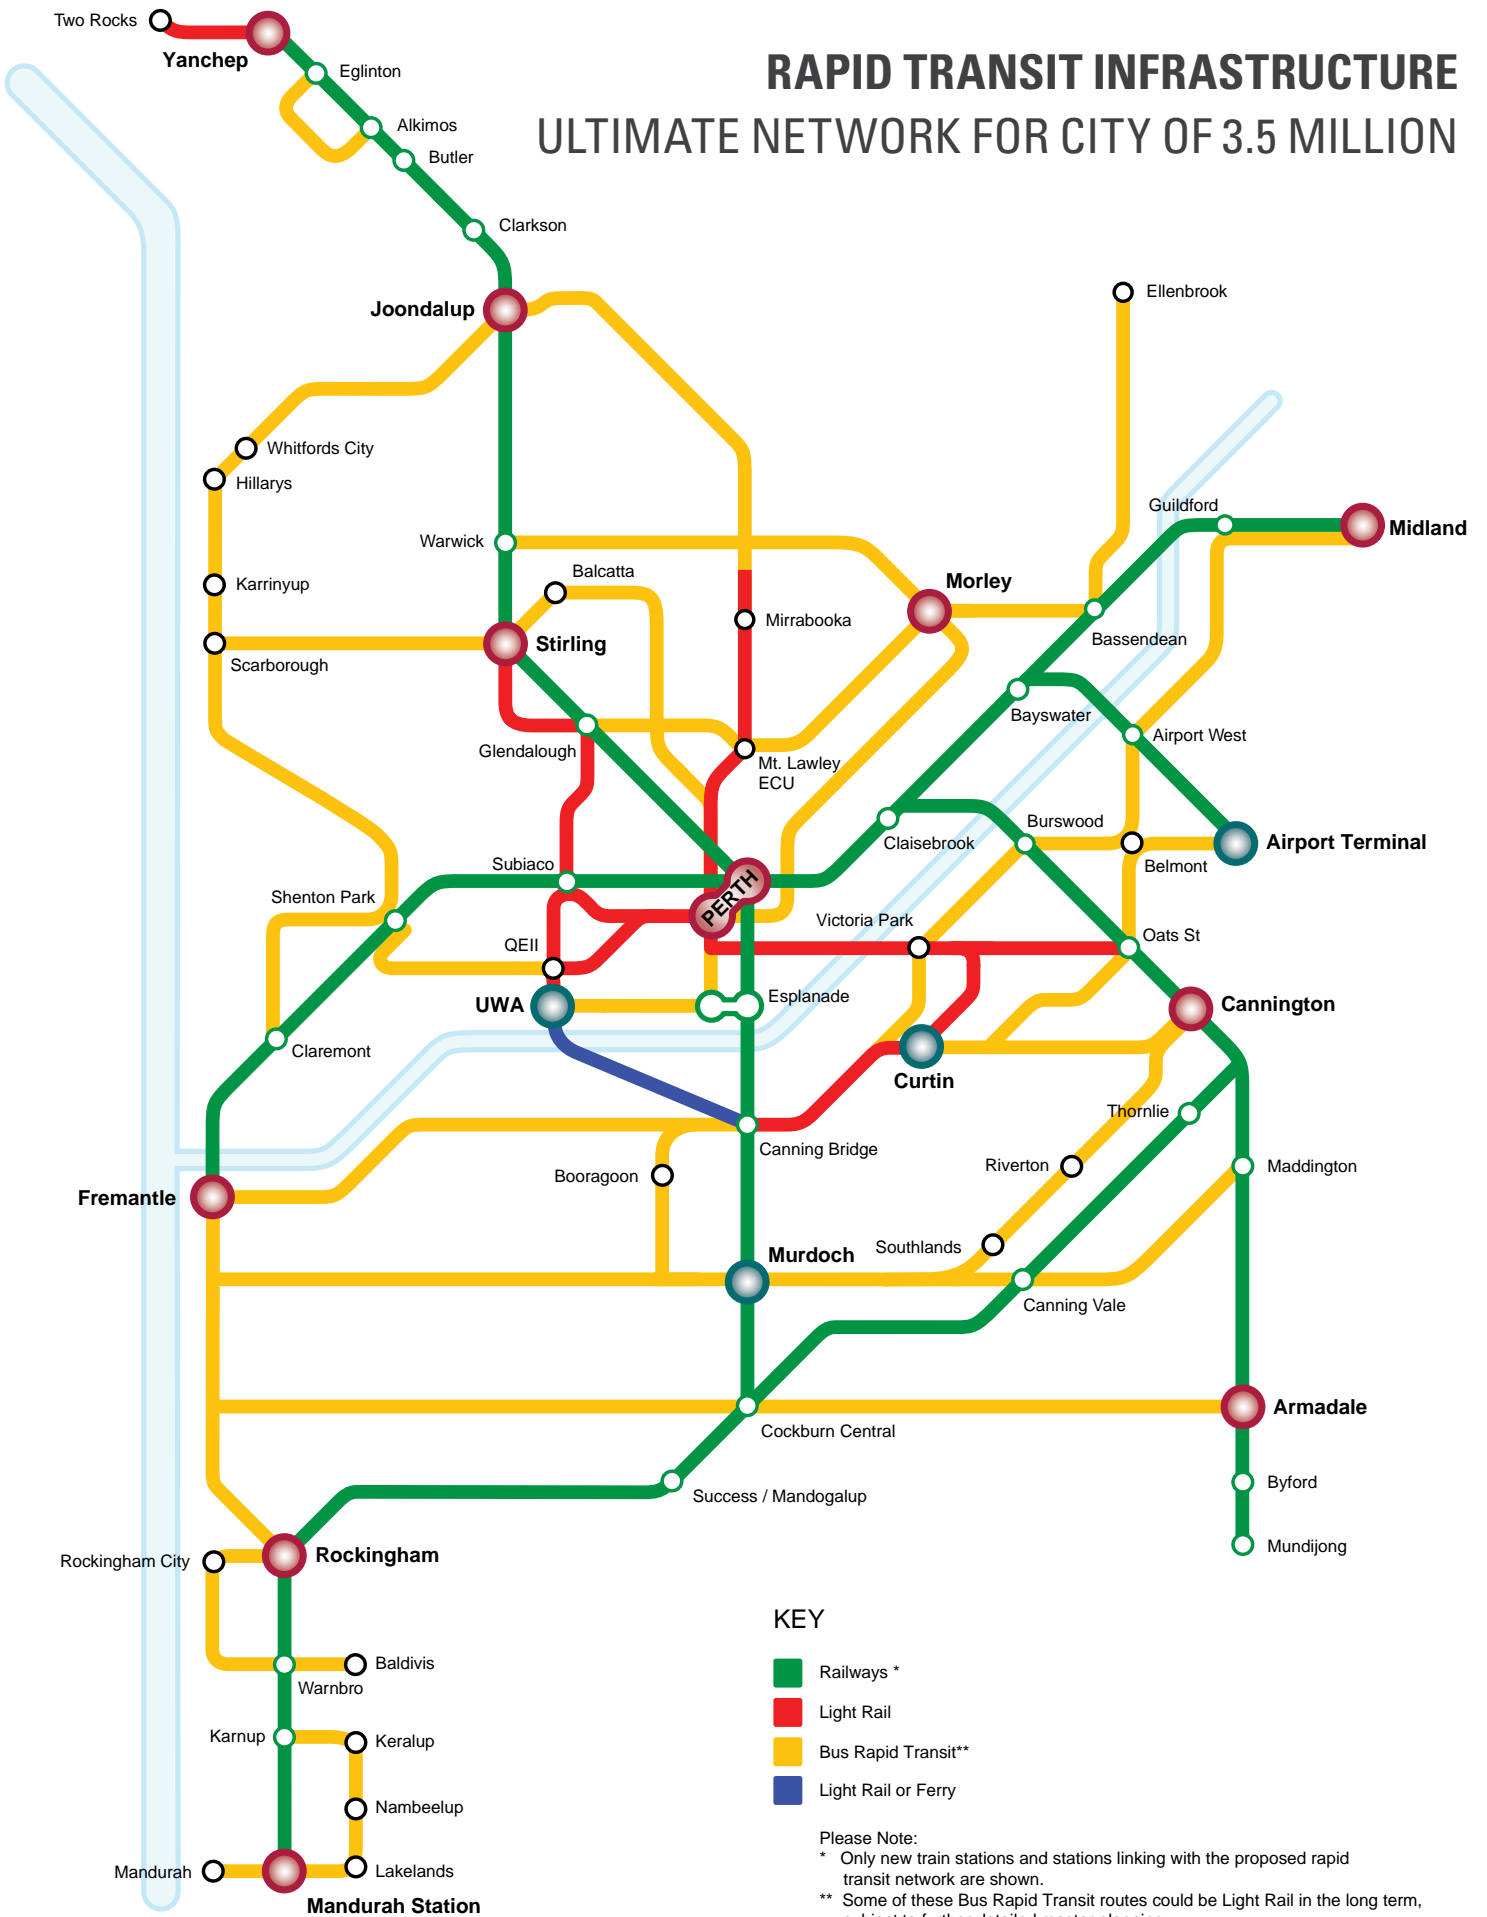 Two Rocks
Yanchep
RAPID TRANSIT INFRASTRUCTURE
ULTIMATE NETWORK FOR CITY OF 3.5 MILLION
Eglinton
Alkimos
Butler
Clarkson
Joondalup
Ellenbrook
Whitfords City
Hillarys
Guildford
Midland
Warwick
Balcatta
Morley
Karrinyup
Mirrabooka
Stirling
Bassendean
Scarborough
Bayswater
Airport West
Glendalough
Mt. Lawley
ECU
Burswood
Claisebrook
Airport Terminal
Belmont
Subiaco
PERTH
Shenton Park
Victoria Park
Oats St
QEII
UWA
Esplanade
Cannington
Claremont
Curtin
Thornlie
Canning Bridge
Riverton
Maddington
Booragoon
Fremantle
Southlands
Murdoch
Canning Vale
Armadale
Cockburn Central
Success / Mandogalup
Byford
Mundijong
Rockingham City
Rockingham
Baldivis
Warnbro
Karnup
Keralup
Nambeelup
Mandurah
Lakelands
Mandurah Station
KEY
Railways *
Light Rail
Bus Rapid Transit**
Light Rail or Ferry
Please Note:
* Only new train stations and stations linking with the proposed rapid
transit network are shown.
** Some of these Bus Rapid Transit routes could be Light Rail in the long term,